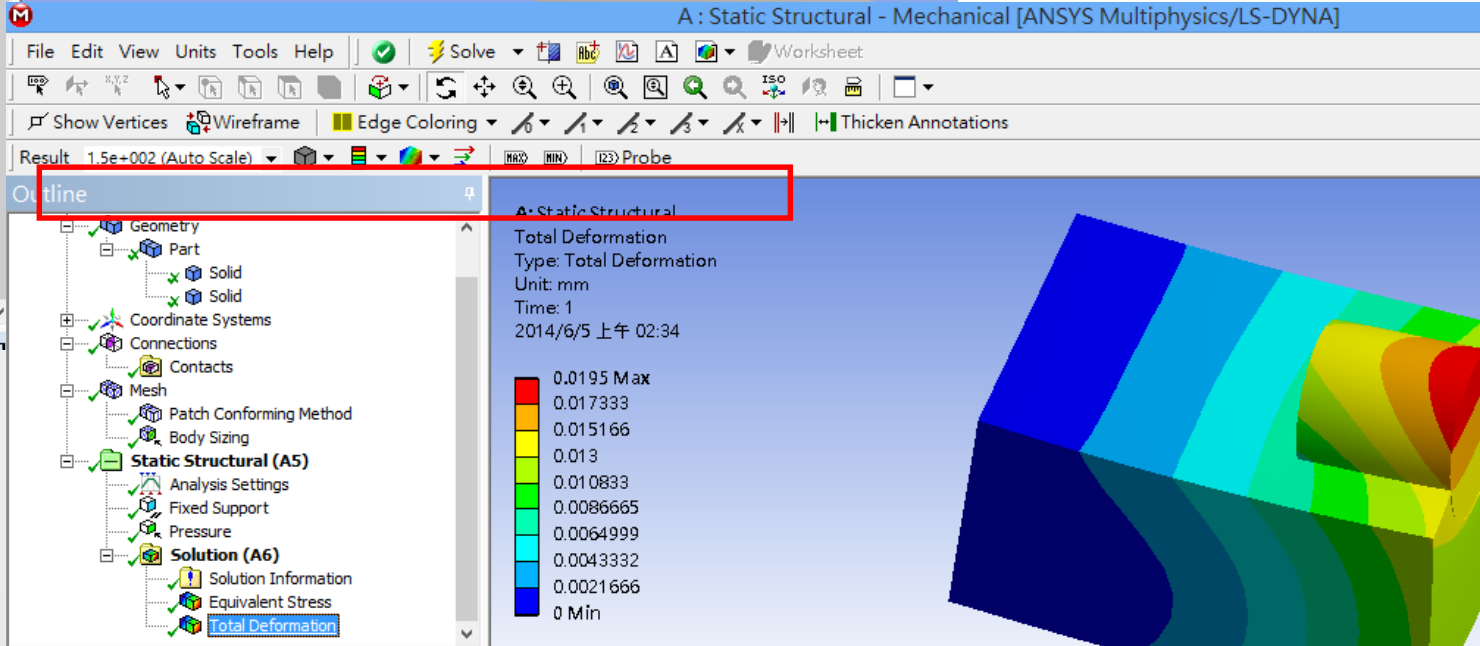 A : Static Structural - Mechanical [ANSYS Multiphysics/LS-DYNA]
File Edit View Units Tools Help Solve Worksheet
ISO
Show Vertices Wireframe Edge Coloring Thicken Annotations
Result 1.5e+002 (Auto Scale) MAX MIN 123 Probe
Outline
Geometry
Part
Solid
Solid
Coordinate Systems
Connections
Contacts
Mesh
Patch Conforming Method
Body Sizing
Static Structural (A5)
Analysis Settings
Fixed Support
Pressure
Solution (A6)
Solution Information
Equivalent Stress
Total Deformation
A: Static Structural
Total Deformation
Type: Total Deformation
Unit: mm
Time: 1
2014/6/5 上午 02:34
0.0195 Max
0.017333
0.015166
0.013
0.010833
0.0086665
0.0064999
0.0043332
0.0021666
0 Min